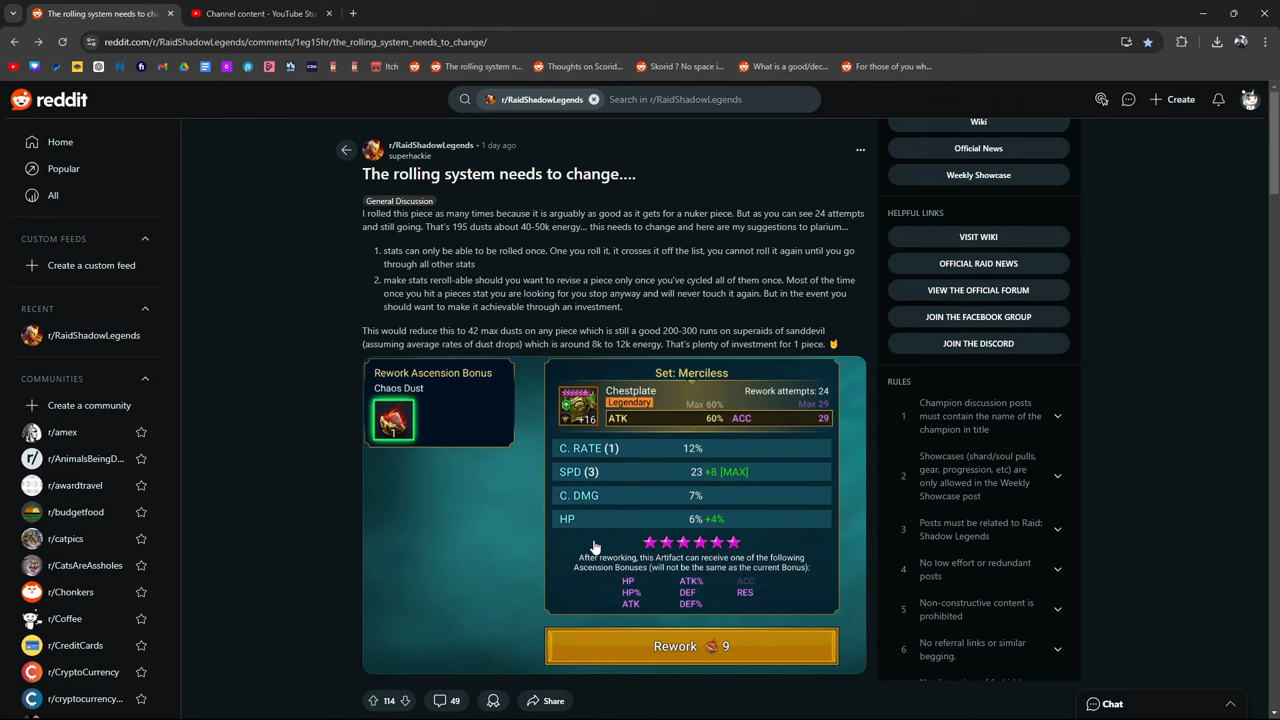 The rolling system needs to cha
Channel content - YouTube Stu
reddit.com/r/RaidShadowLegends/comments/1eg15hr/the_rolling_system_needs_to_change/
Itch
The rolling system n...
Thoughts on Scorid...
Skorid ? No space i...
What is a good/dec...
For those of you wh...
reddit
r/RaidShadowLegends
Search in r/RaidShadowLegends
Create
Home
Popular
All
CUSTOM FEEDS
Create a custom feed
RECENT
r/RaidShadowLegends
COMMUNITIES
Create a community
r/amex
r/AnimalsBeingD...
r/awardtravel
r/budgetfood
r/catpics
r/CatsAreAssholes
r/Chonkers
r/Coffee
r/CreditCards
r/CryptoCurrency
r/cryptocurrency...
r/RaidShadowLegends • 1 day ago
superhackie
The rolling system needs to change....
General Discussion
I rolled this piece as many times because it is arguably as good as it gets for a nuker piece. But as you can see 24 attempts
and still going. That's 195 dusts about 40-50k energy... this needs to change and here are my suggestions to plarium...
1. stats can only be able to be rolled once. One you roll it, it crosses it off the list, you cannot roll it again until you go
through all other stats
2. make stats reroll-able should you want to revise a piece only once you've cycled all of them once. Most of the time
once you hit a pieces stat you are looking for you stop anyway and will never touch it again. But in the event you
should want to make it achievable through an investment.
This would reduce this to 42 max dusts on any piece which is still a good 200-300 runs on superaids of sanddevil
(assuming average rates of dust drops) which is around 8k to 12k energy. That's plenty of investment for 1 piece. 🤘
Rework Ascension Bonus
Chaos Dust
1
Set: Merciless
Chestplate
Rework attempts: 24
Legendary
Max 60%
Max 29
+16
ATK 60% ACC 29
C. RATE (1) 12%
SPD (3) 23 +8 [MAX]
C. DMG 7%
HP 6% +4%
After reworking, this Artifact can receive one of the following
Ascension Bonuses (will not be the same as the current Bonus):
HP ATK% ACC
HP% DEF RES
ATK DEF%
Rework 9
114
49
Share
Wiki
Official News
Weekly Showcase
HELPFUL LINKS
VISIT WIKI
OFFICIAL RAID NEWS
VIEW THE OFFICIAL FORUM
JOIN THE FACEBOOK GROUP
JOIN THE DISCORD
RULES
1 Champion discussion posts
must contain the name of the
champion in title
2 Showcases (shard/soul pulls,
gear, progression, etc) are
only allowed in the Weekly
Showcase post
3 Posts must be related to Raid:
Shadow Legends
4 No low effort or redundant
posts
5 Non-constructive content is
prohibited
6 No referral links or similar
begging.
Chat